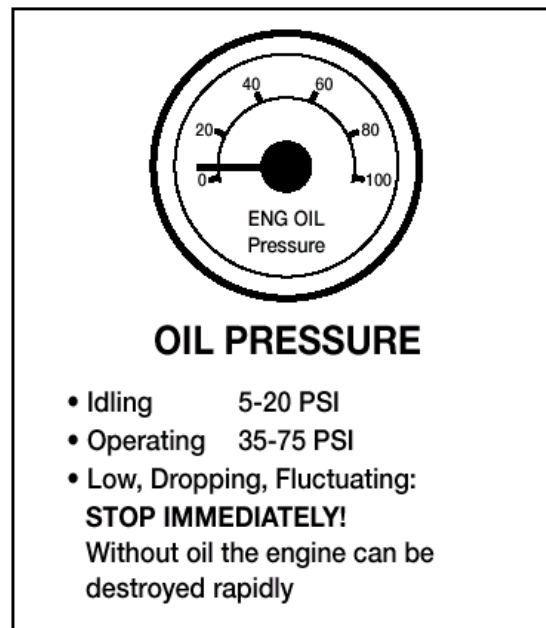 40 60
20 80
0 100
ENG OIL
Pressure
OIL PRESSURE
• Idling 5-20 PSI
• Operating 35-75 PSI
• Low, Dropping, Fluctuating:
STOP IMMEDIATELY!
Without oil the engine can be
destroyed rapidly